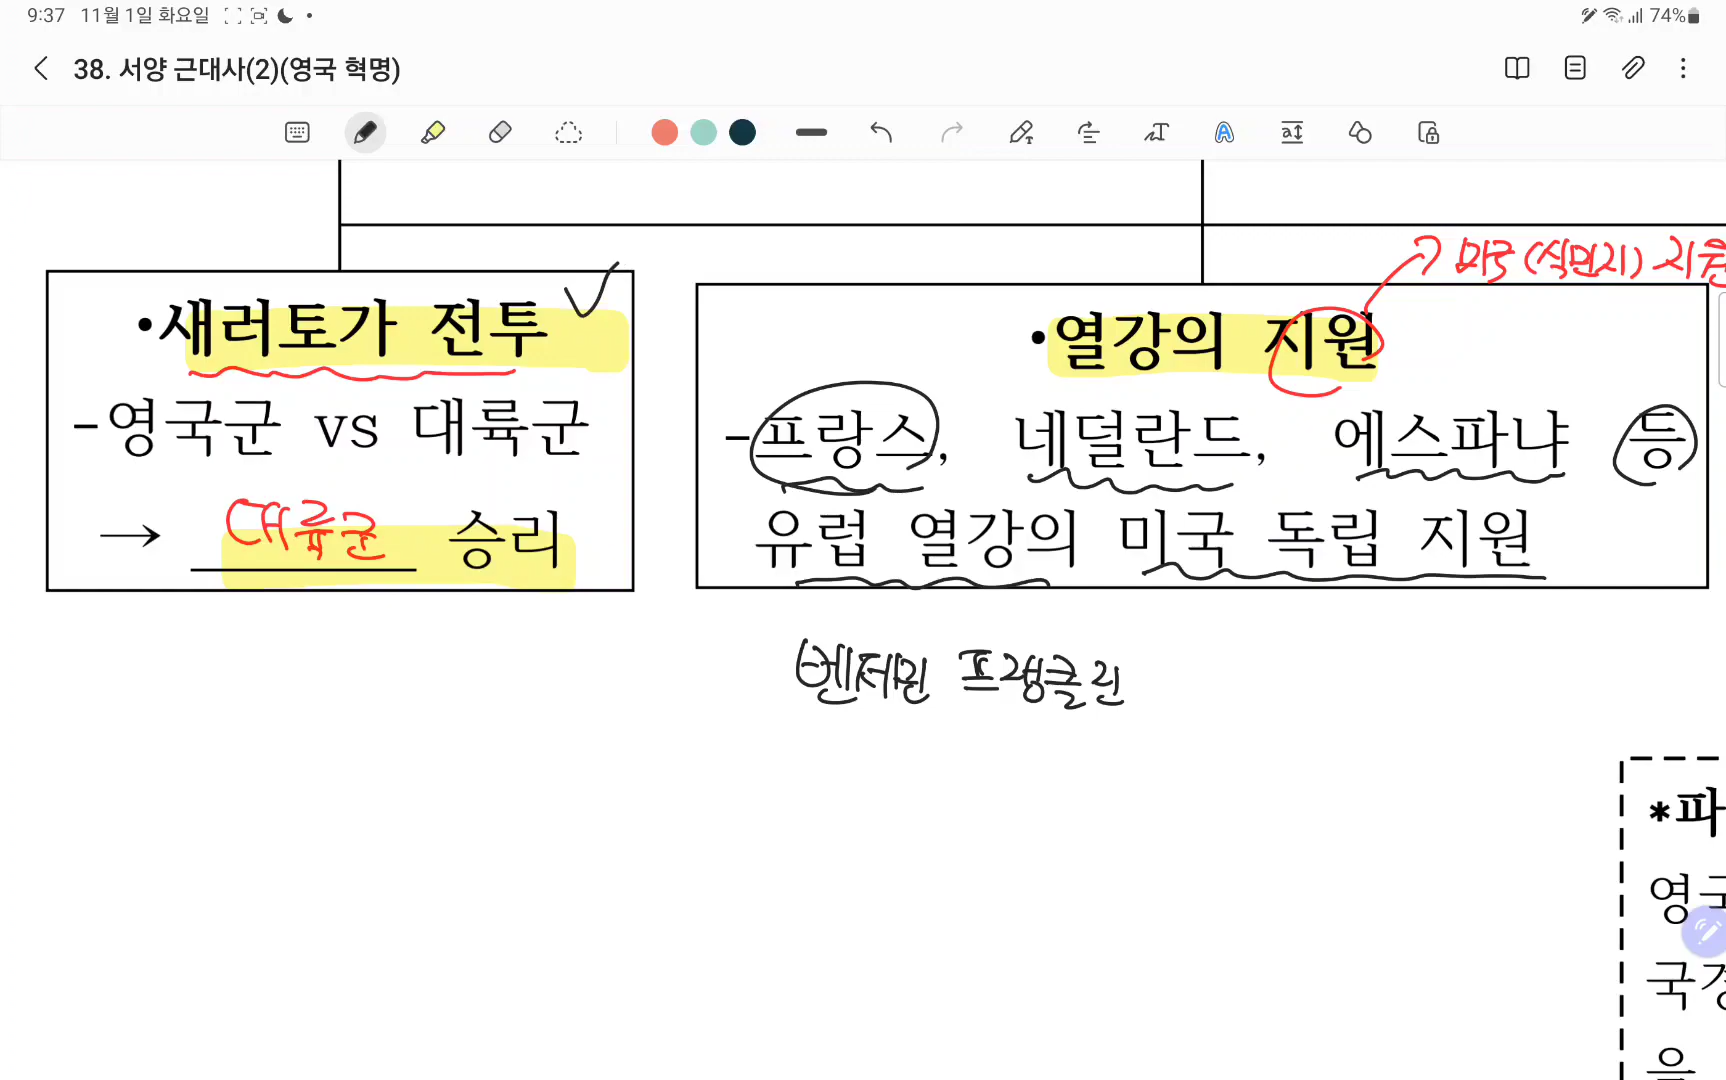 9:37 11월 1일 화요일 74%
38. 서양 근대사(2)(영국 혁명)
미국 (식민지) 지원
•새러토가 전투
-영국군 vs 대륙군
→ 대륙군 승리
•열강의 지원
-프랑스, 네덜란드, 에스파냐 등
유럽 열강의 미국 독립 지원
벤제민 프랭클린
*파
영국
국경
을